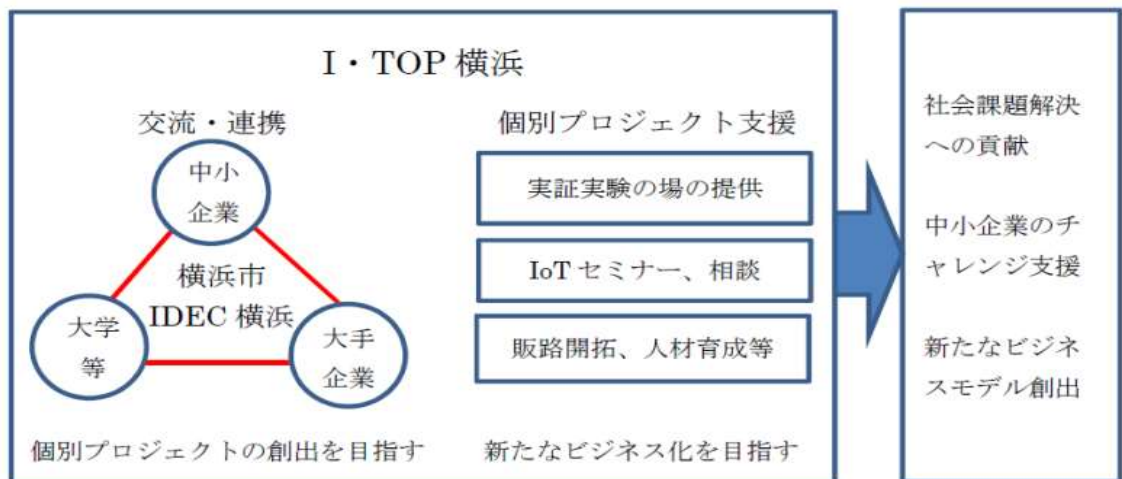 I・TOP 横浜
交流・連携
中小
企業
横浜市
IDEC 横浜
大学
等
大手
企業
個別プロジェクトの創出を目指す
個別プロジェクト支援
実証実験の場の提供
IoT セミナー、相談
販路開拓、人材育成等
新たなビジネス化を目指す
社会課題解決
への貢献
中小企業のチ
ャレンジ支援
新たなビジネ
スモデル創出